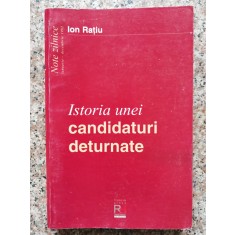 Ion Rațiu
Note zilnice
Istoria unei
candidaturi
deturnate
R